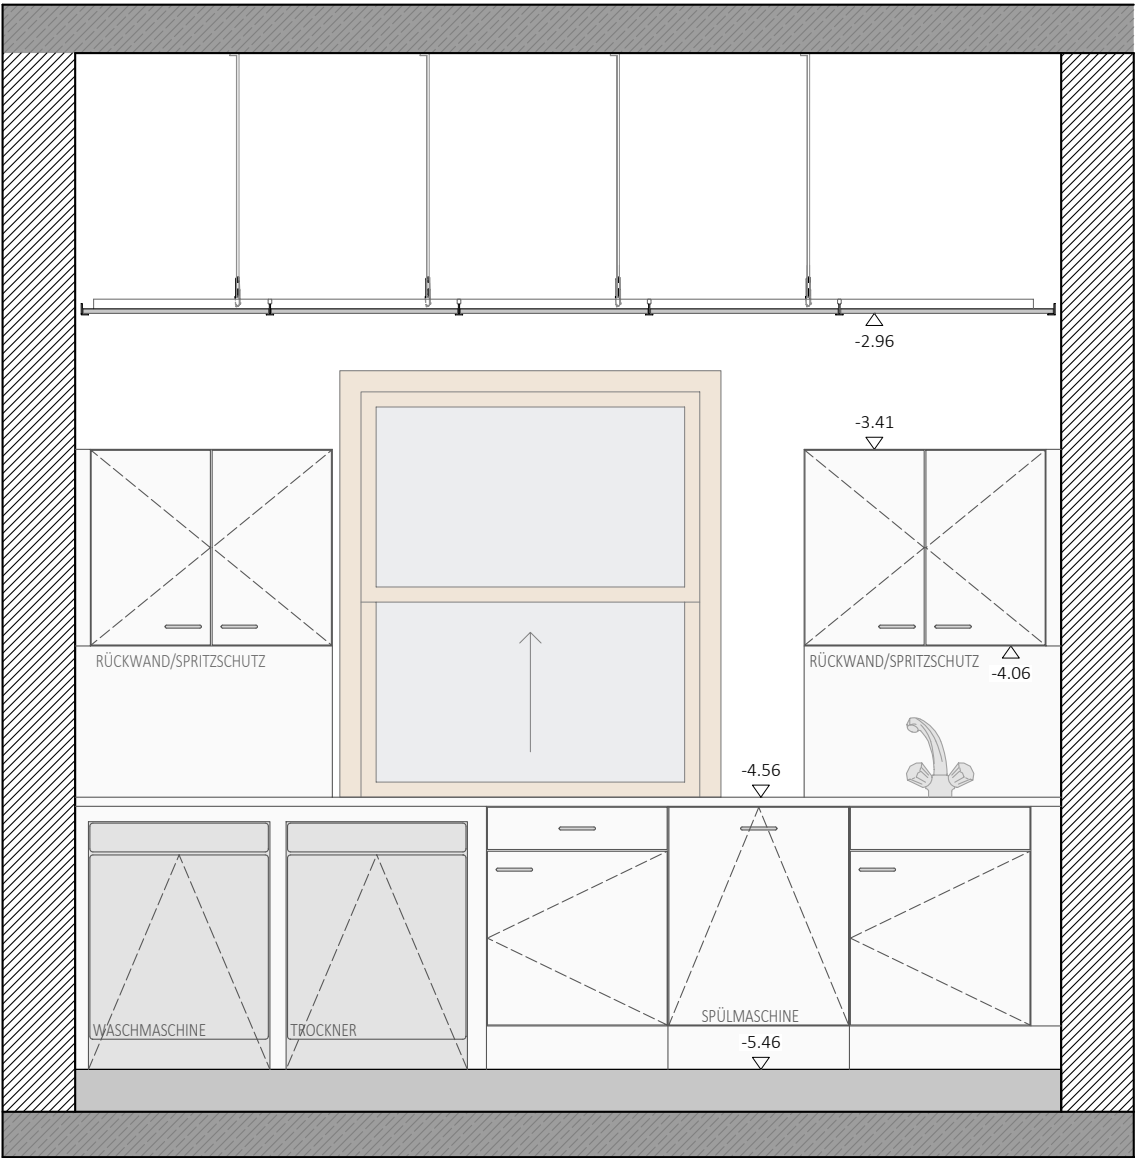 -2.96
-3.41
RÜCKWAND/SPRITZSCHUTZ
RÜCKWAND/SPRITZSCHUTZ
-4.06
-4.56
SPÜLMASCHINE
WASCHMASCHINE
TROCKNER
-5.46